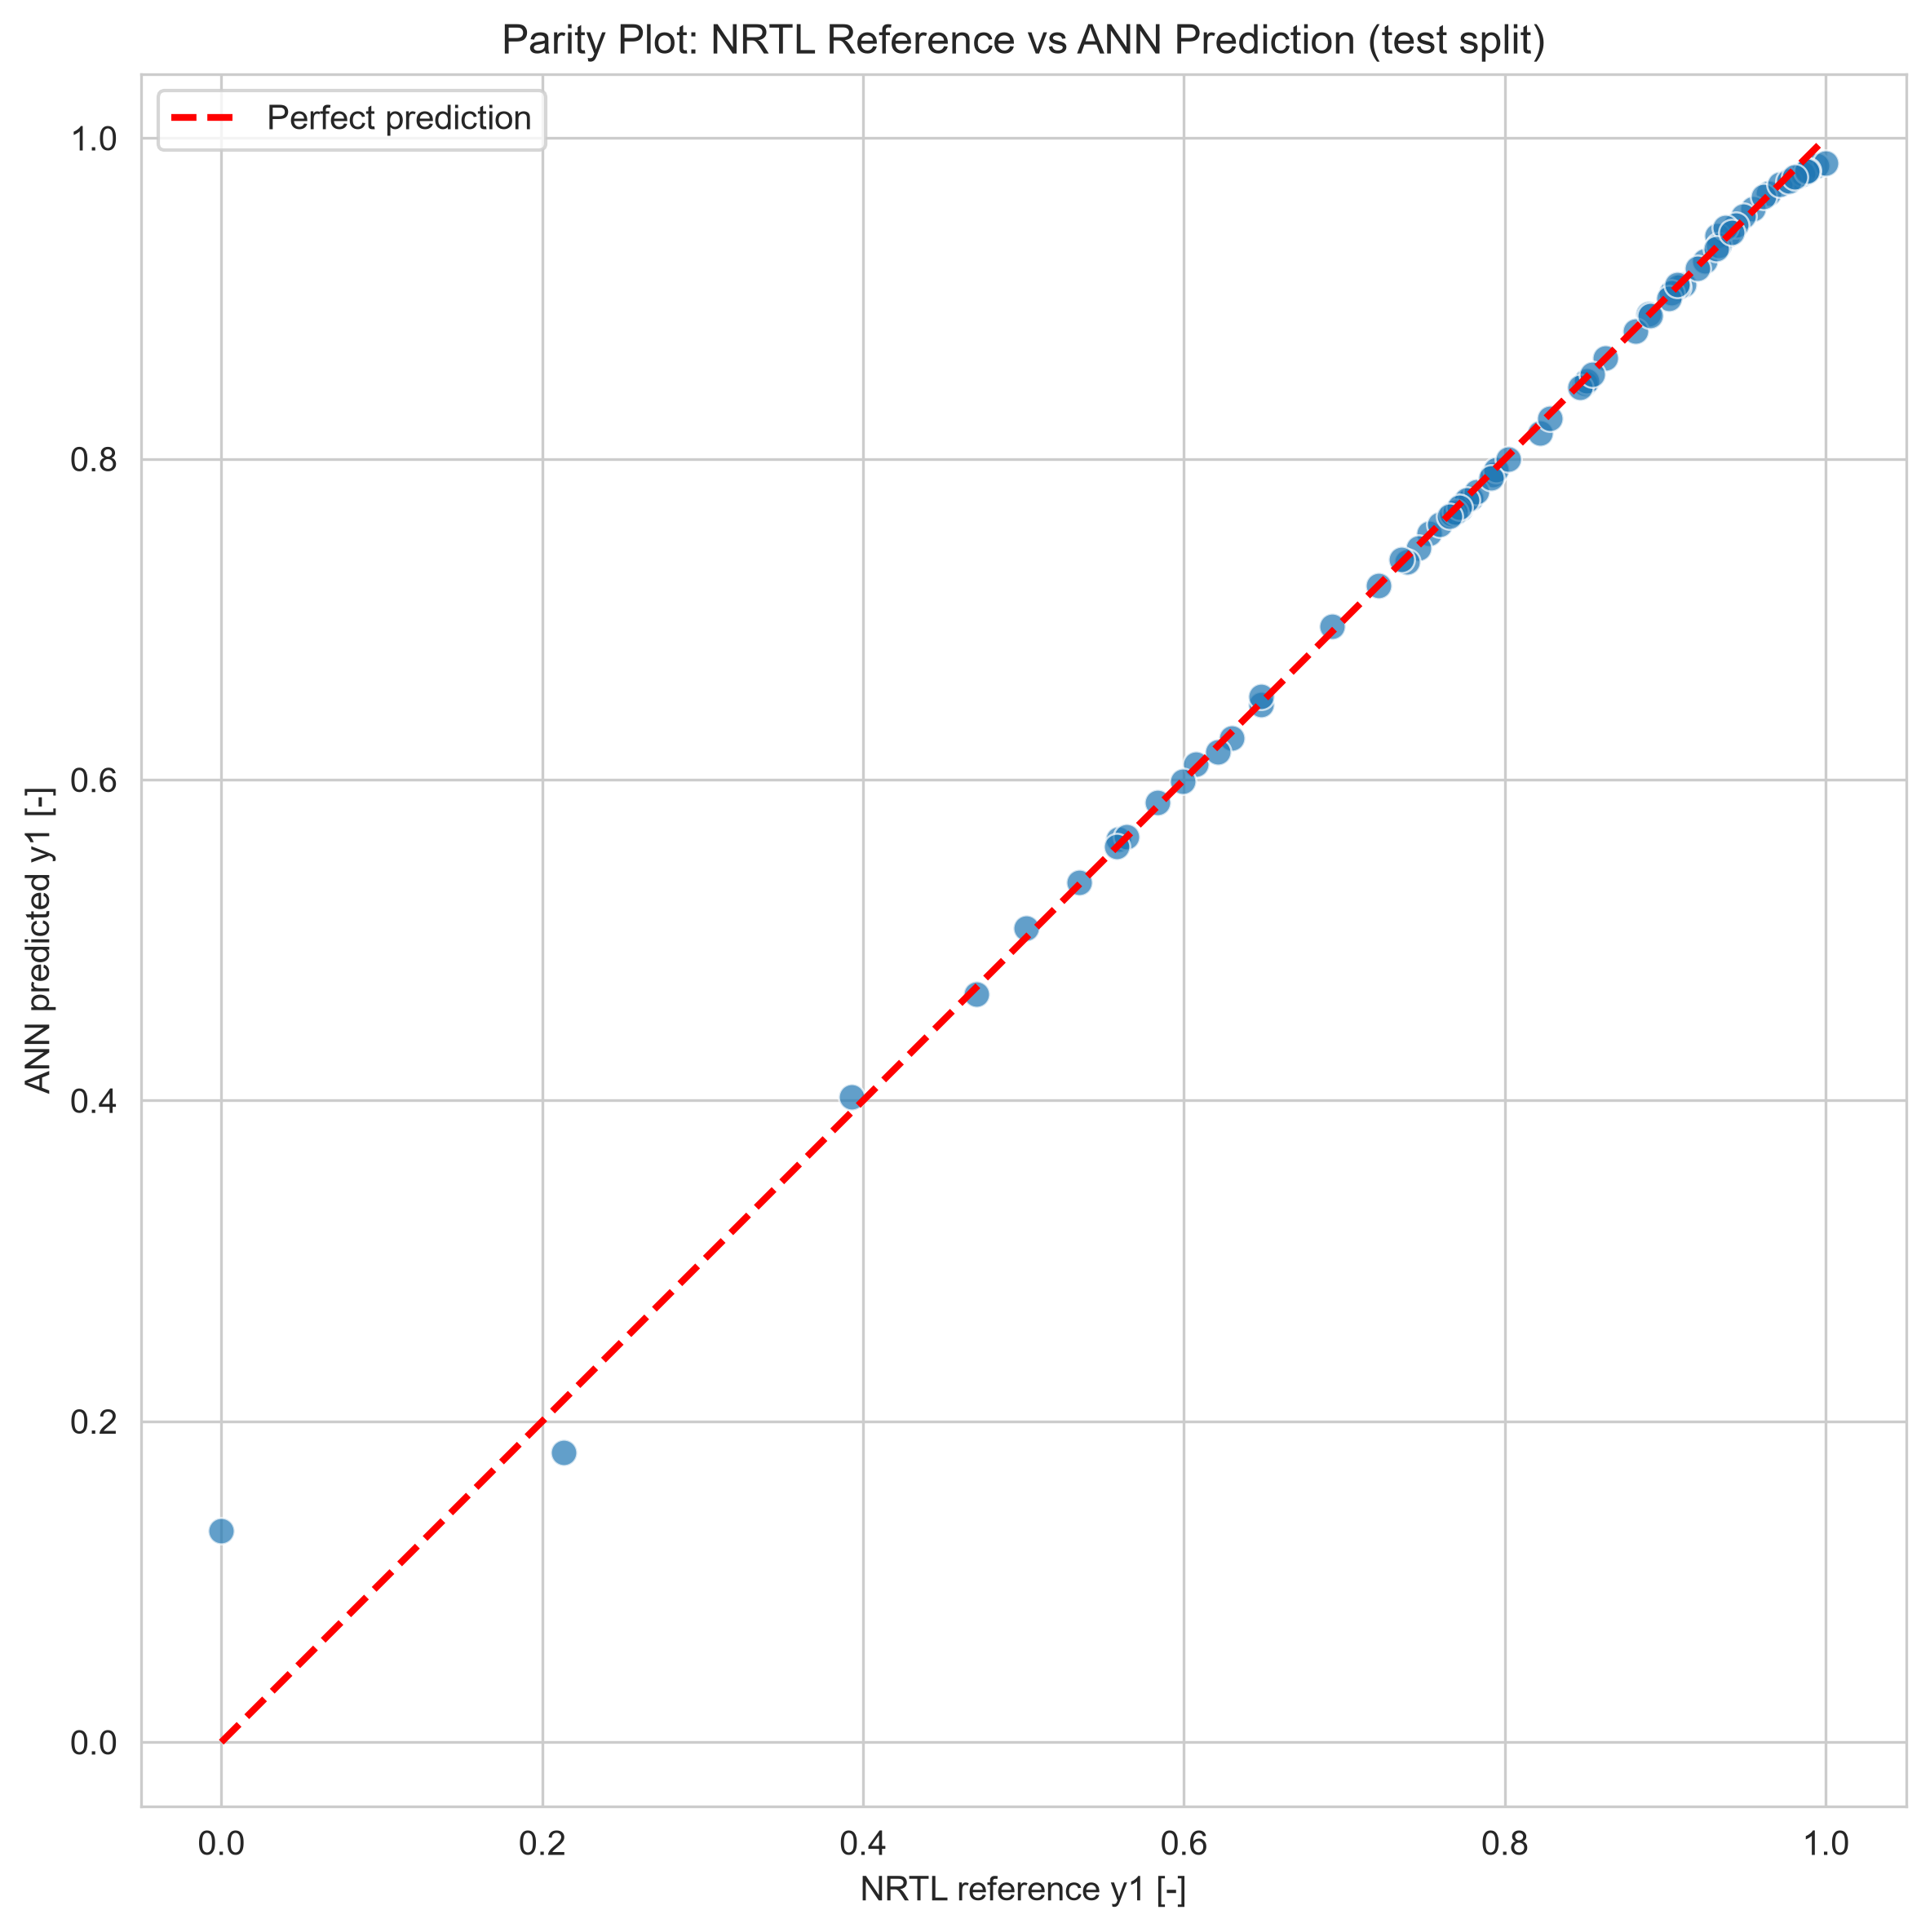 Parity Plot: NRTL Reference vs ANN Prediction (test split)
Perfect prediction
1.0
0.8
0.6
0.4
0.2
0.0
ANN predicted y1 [-]
0.0 0.2 0.4 0.6 0.8 1.0
NRTL reference y1 [-]